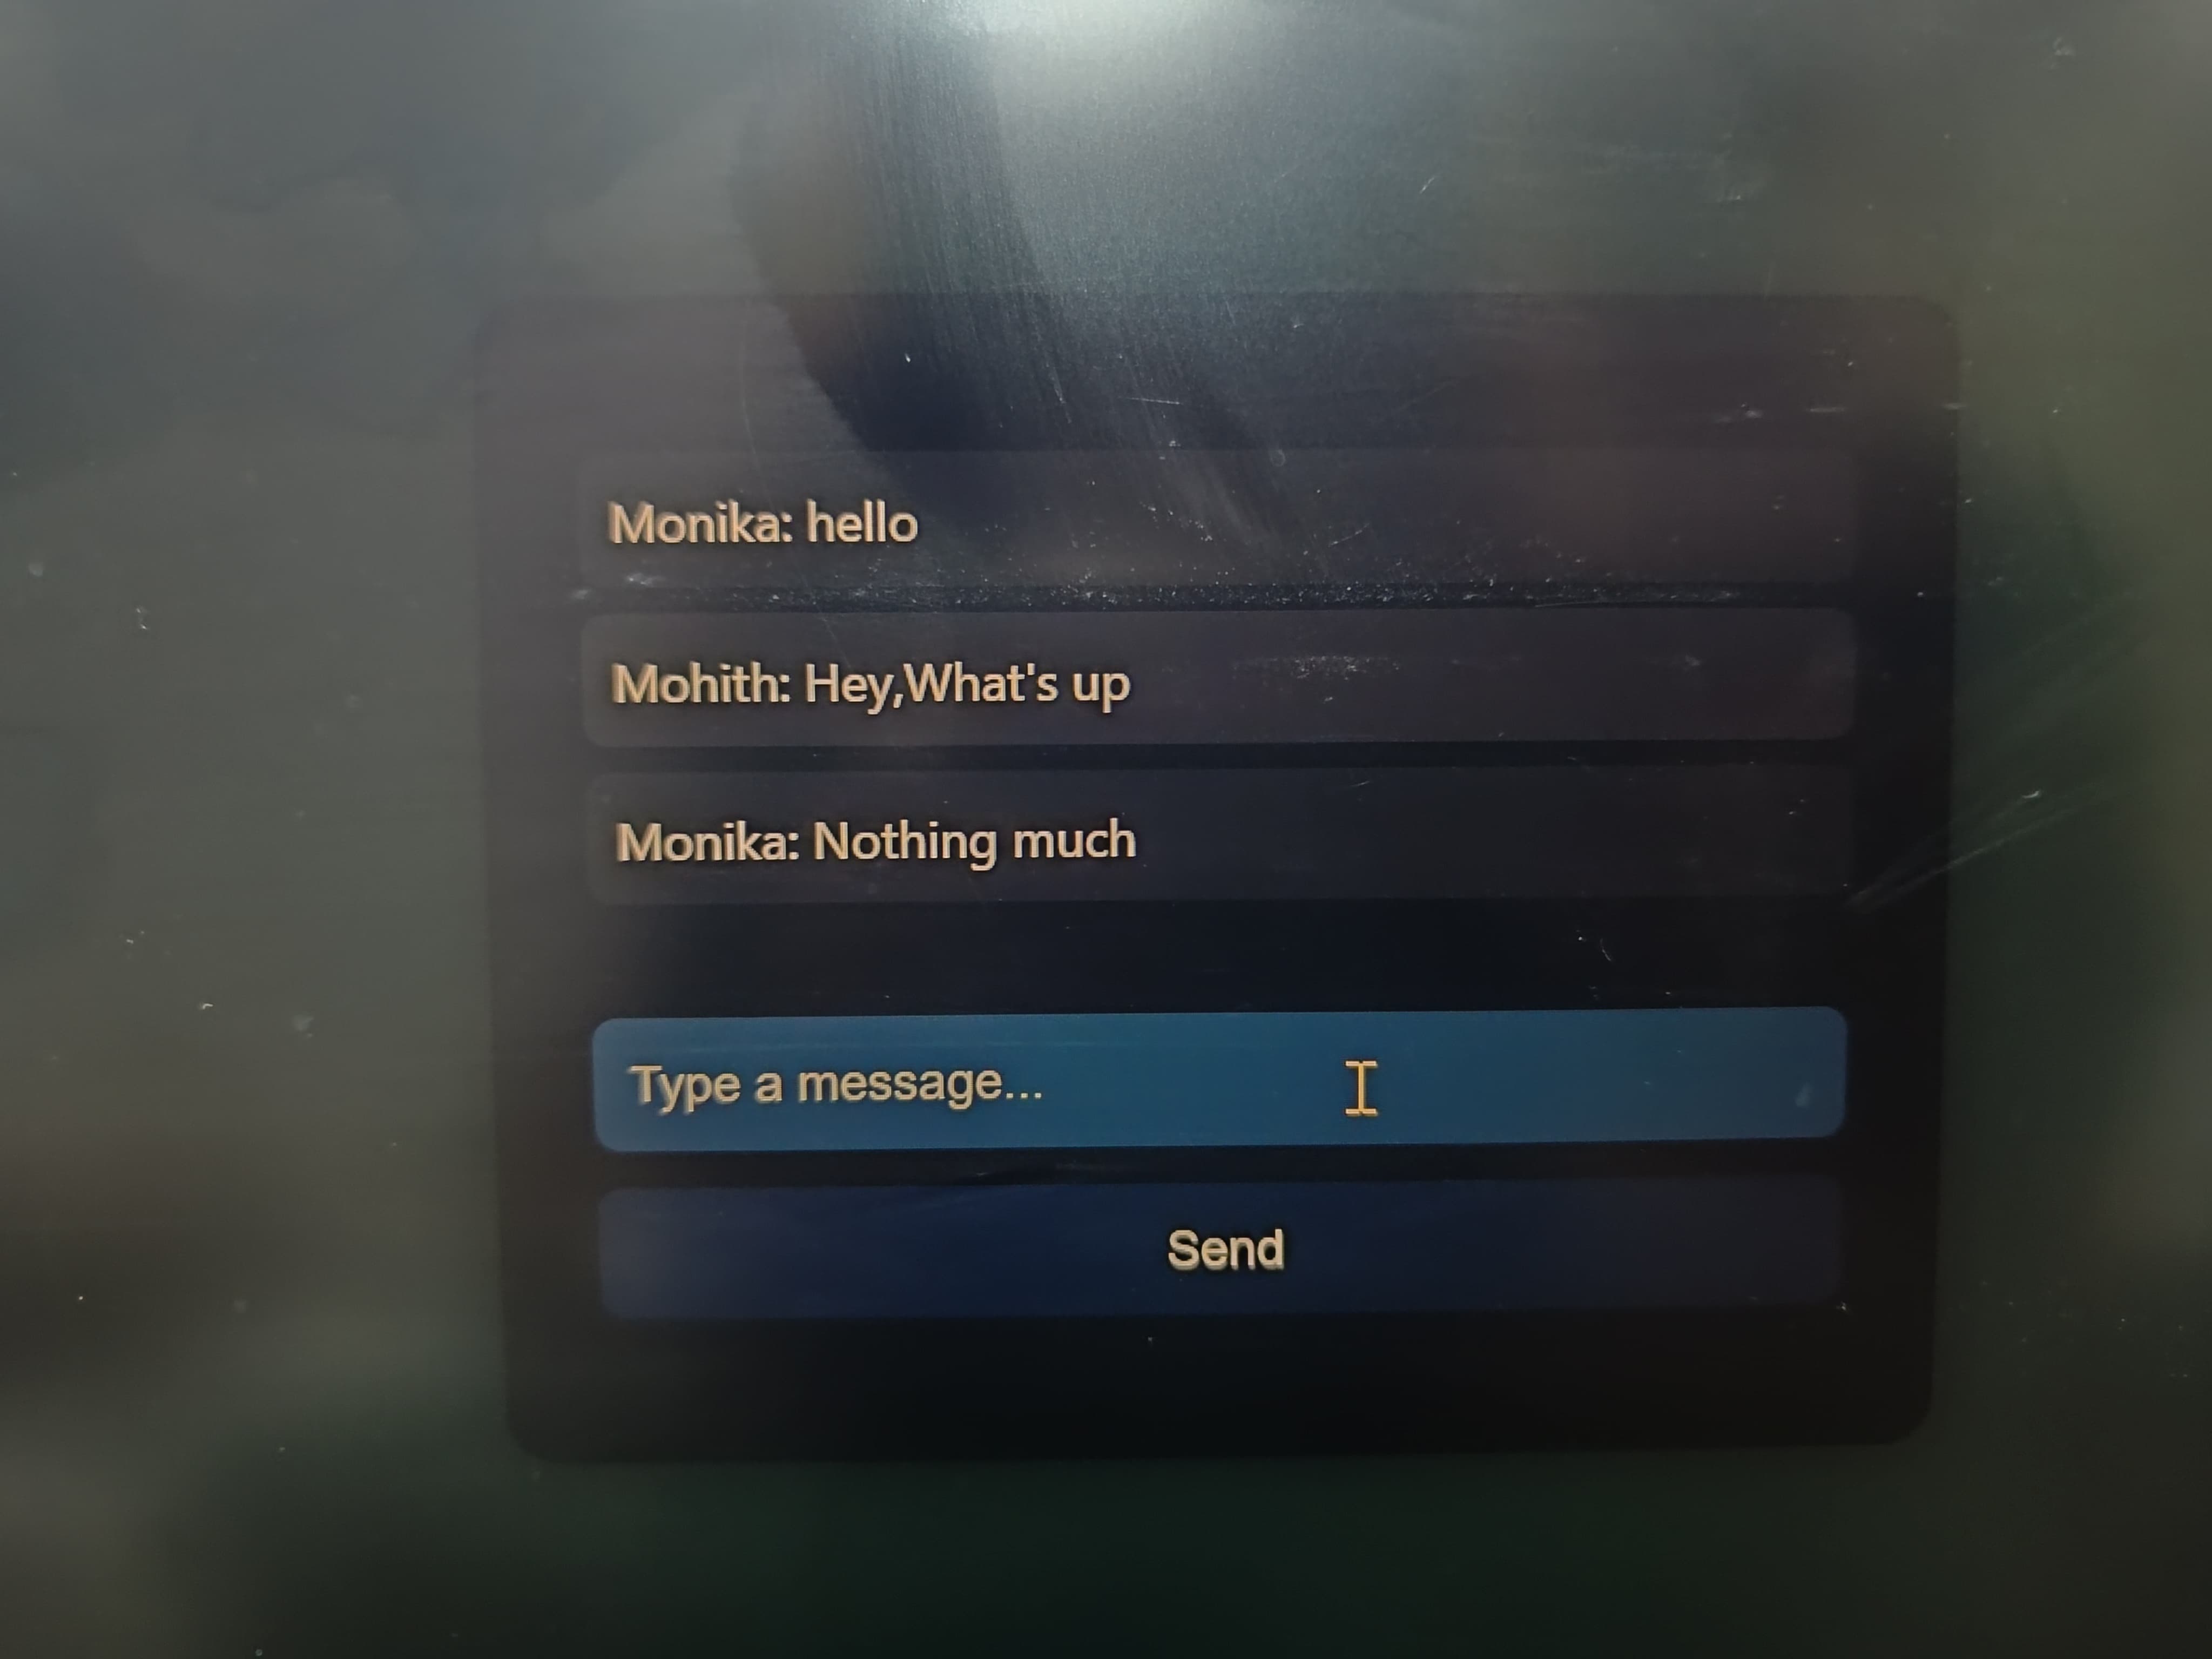 Monika: hello
Mohith: Hey,What's up
Monika: Nothing much
Type a message...
Send